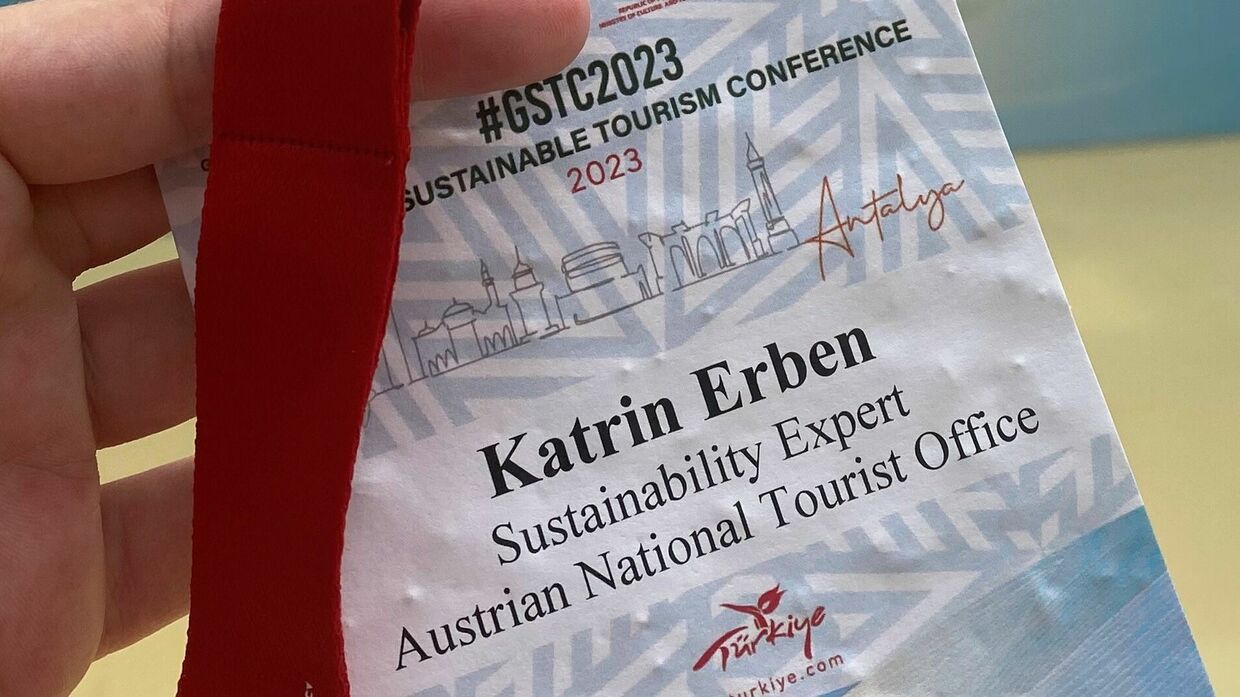 #GSTC2023
SUSTAINABLE TOURISM CONFERENCE
2023
Antalya
Katrin Erben
Sustainability Expert
Austrian National Tourist Office
Türkiye